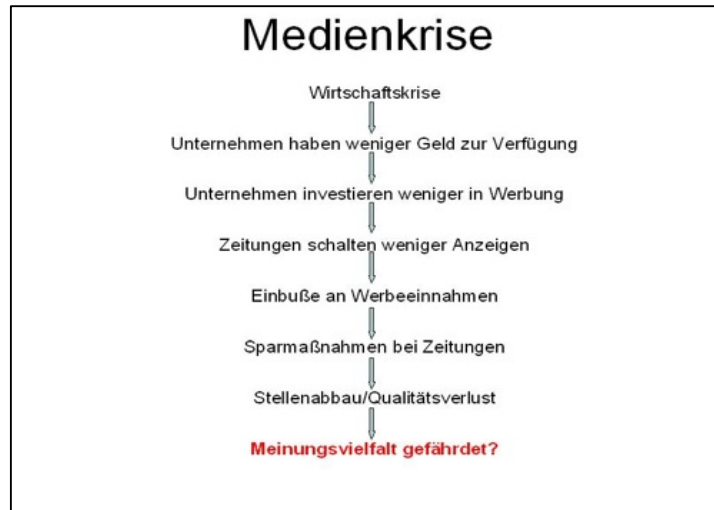 Medienkrise
Wirtschaftskrise
Unternehmen haben weniger Geld zur Verfügung
Unternehmen investieren weniger in Werbung
Zeitungen schalten weniger Anzeigen
Einbuße an Werbeeinnahmen
Sparmaßnahmen bei Zeitungen
Stellenabbau/Qualitätsverlust
Meinungsvielfalt gefährdet?